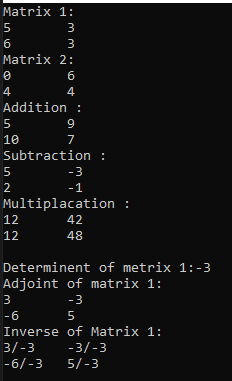 Matrix 1:
5 3
6 3
Matrix 2:
0 6
4 4
Addition :
5 9
10 7
Subtraction :
5 -3
2 -1
Multiplacation :
12 42
12 48
Determinent of metrix 1:-3
Adjoint of matrix 1:
3 -3
-6 5
Inverse of Matrix 1:
3/-3 -3/-3
-6/-3 5/-3